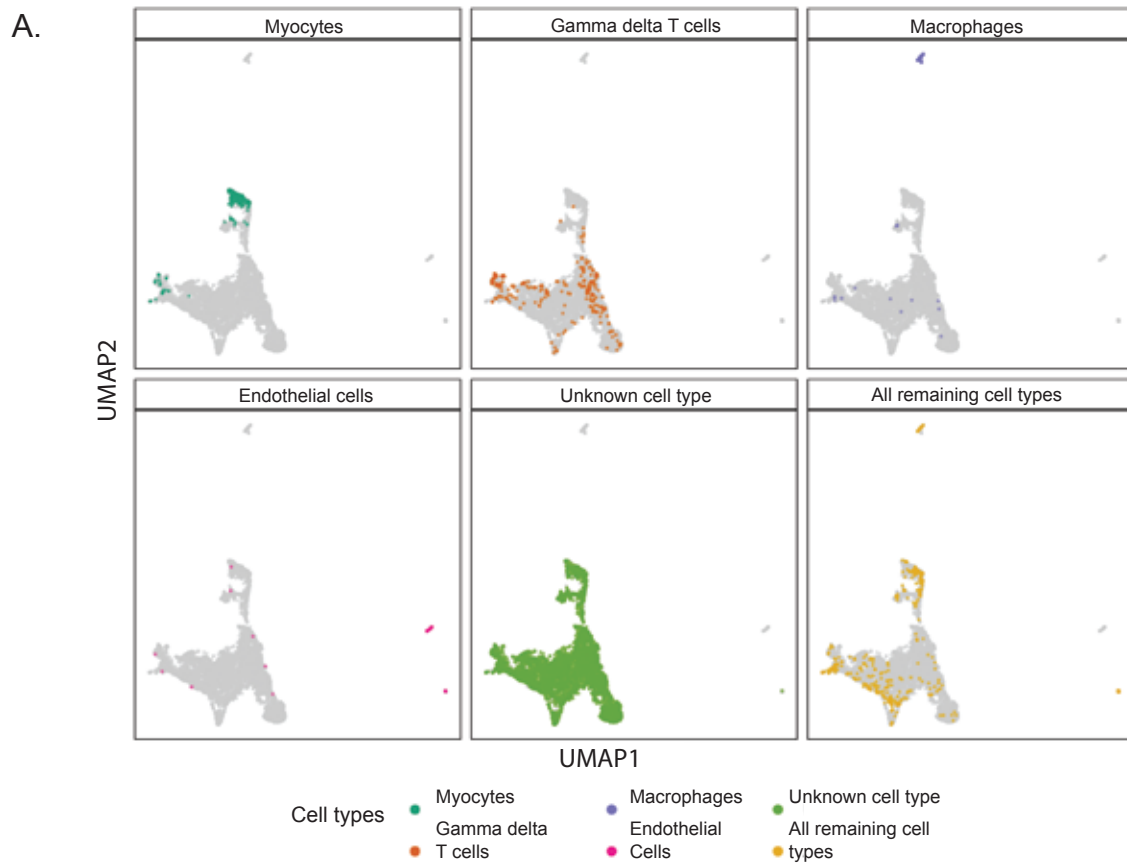 A.
Myocytes
Gamma delta T cells
Macrophages
UMAP2
Endothelial cells
Unknown cell type
All remaining cell types
UMAP1
Cell types
Myocytes
Macrophages
Unknown cell type
Gamma delta
T cells
Endothelial
Cells
All remaining cell
types